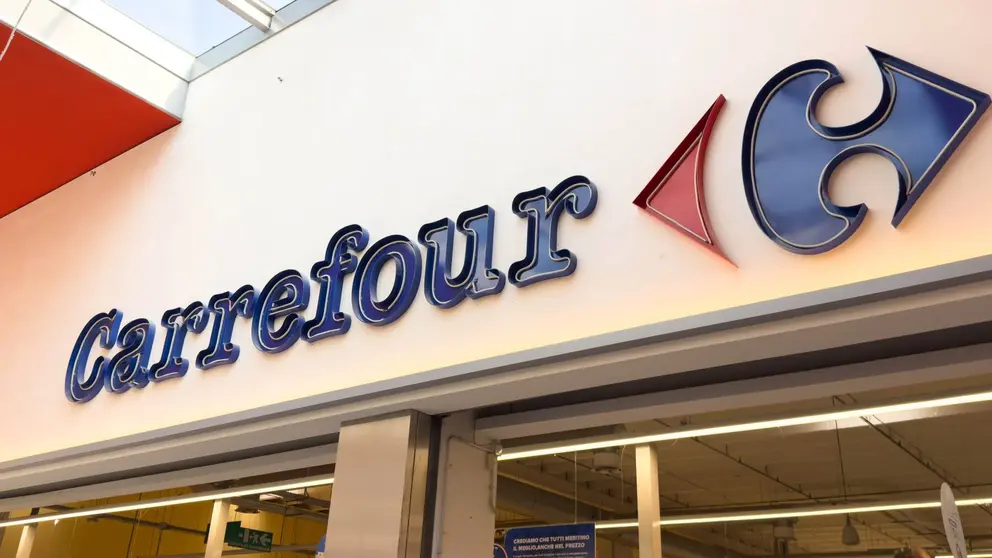 Carrefour
CREDIAMO CHE TUTTI MERITINO
IL MEGLIO, ANCHE NEL PREZZO